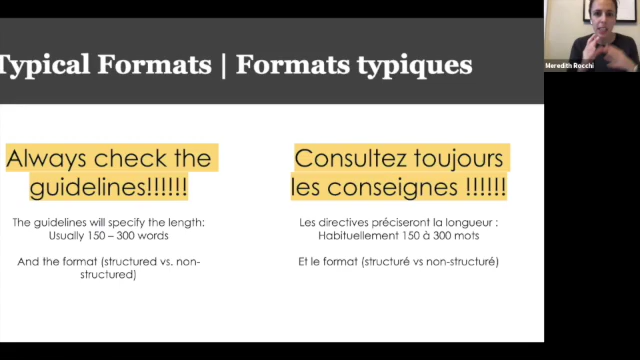 Typical Formats | Formats typiques
Meredith Rocchi
Always check the
guidelines!!!!!!
The guidelines will specify the length:
Usually 150 – 300 words
And the format (structured vs. non-
structured)
Consultez toujours
les conseignes !!!!!!
Les directives préciseront la longueur :
Habituellement 150 à 300 mots
Et le format (structuré vs non-structuré)